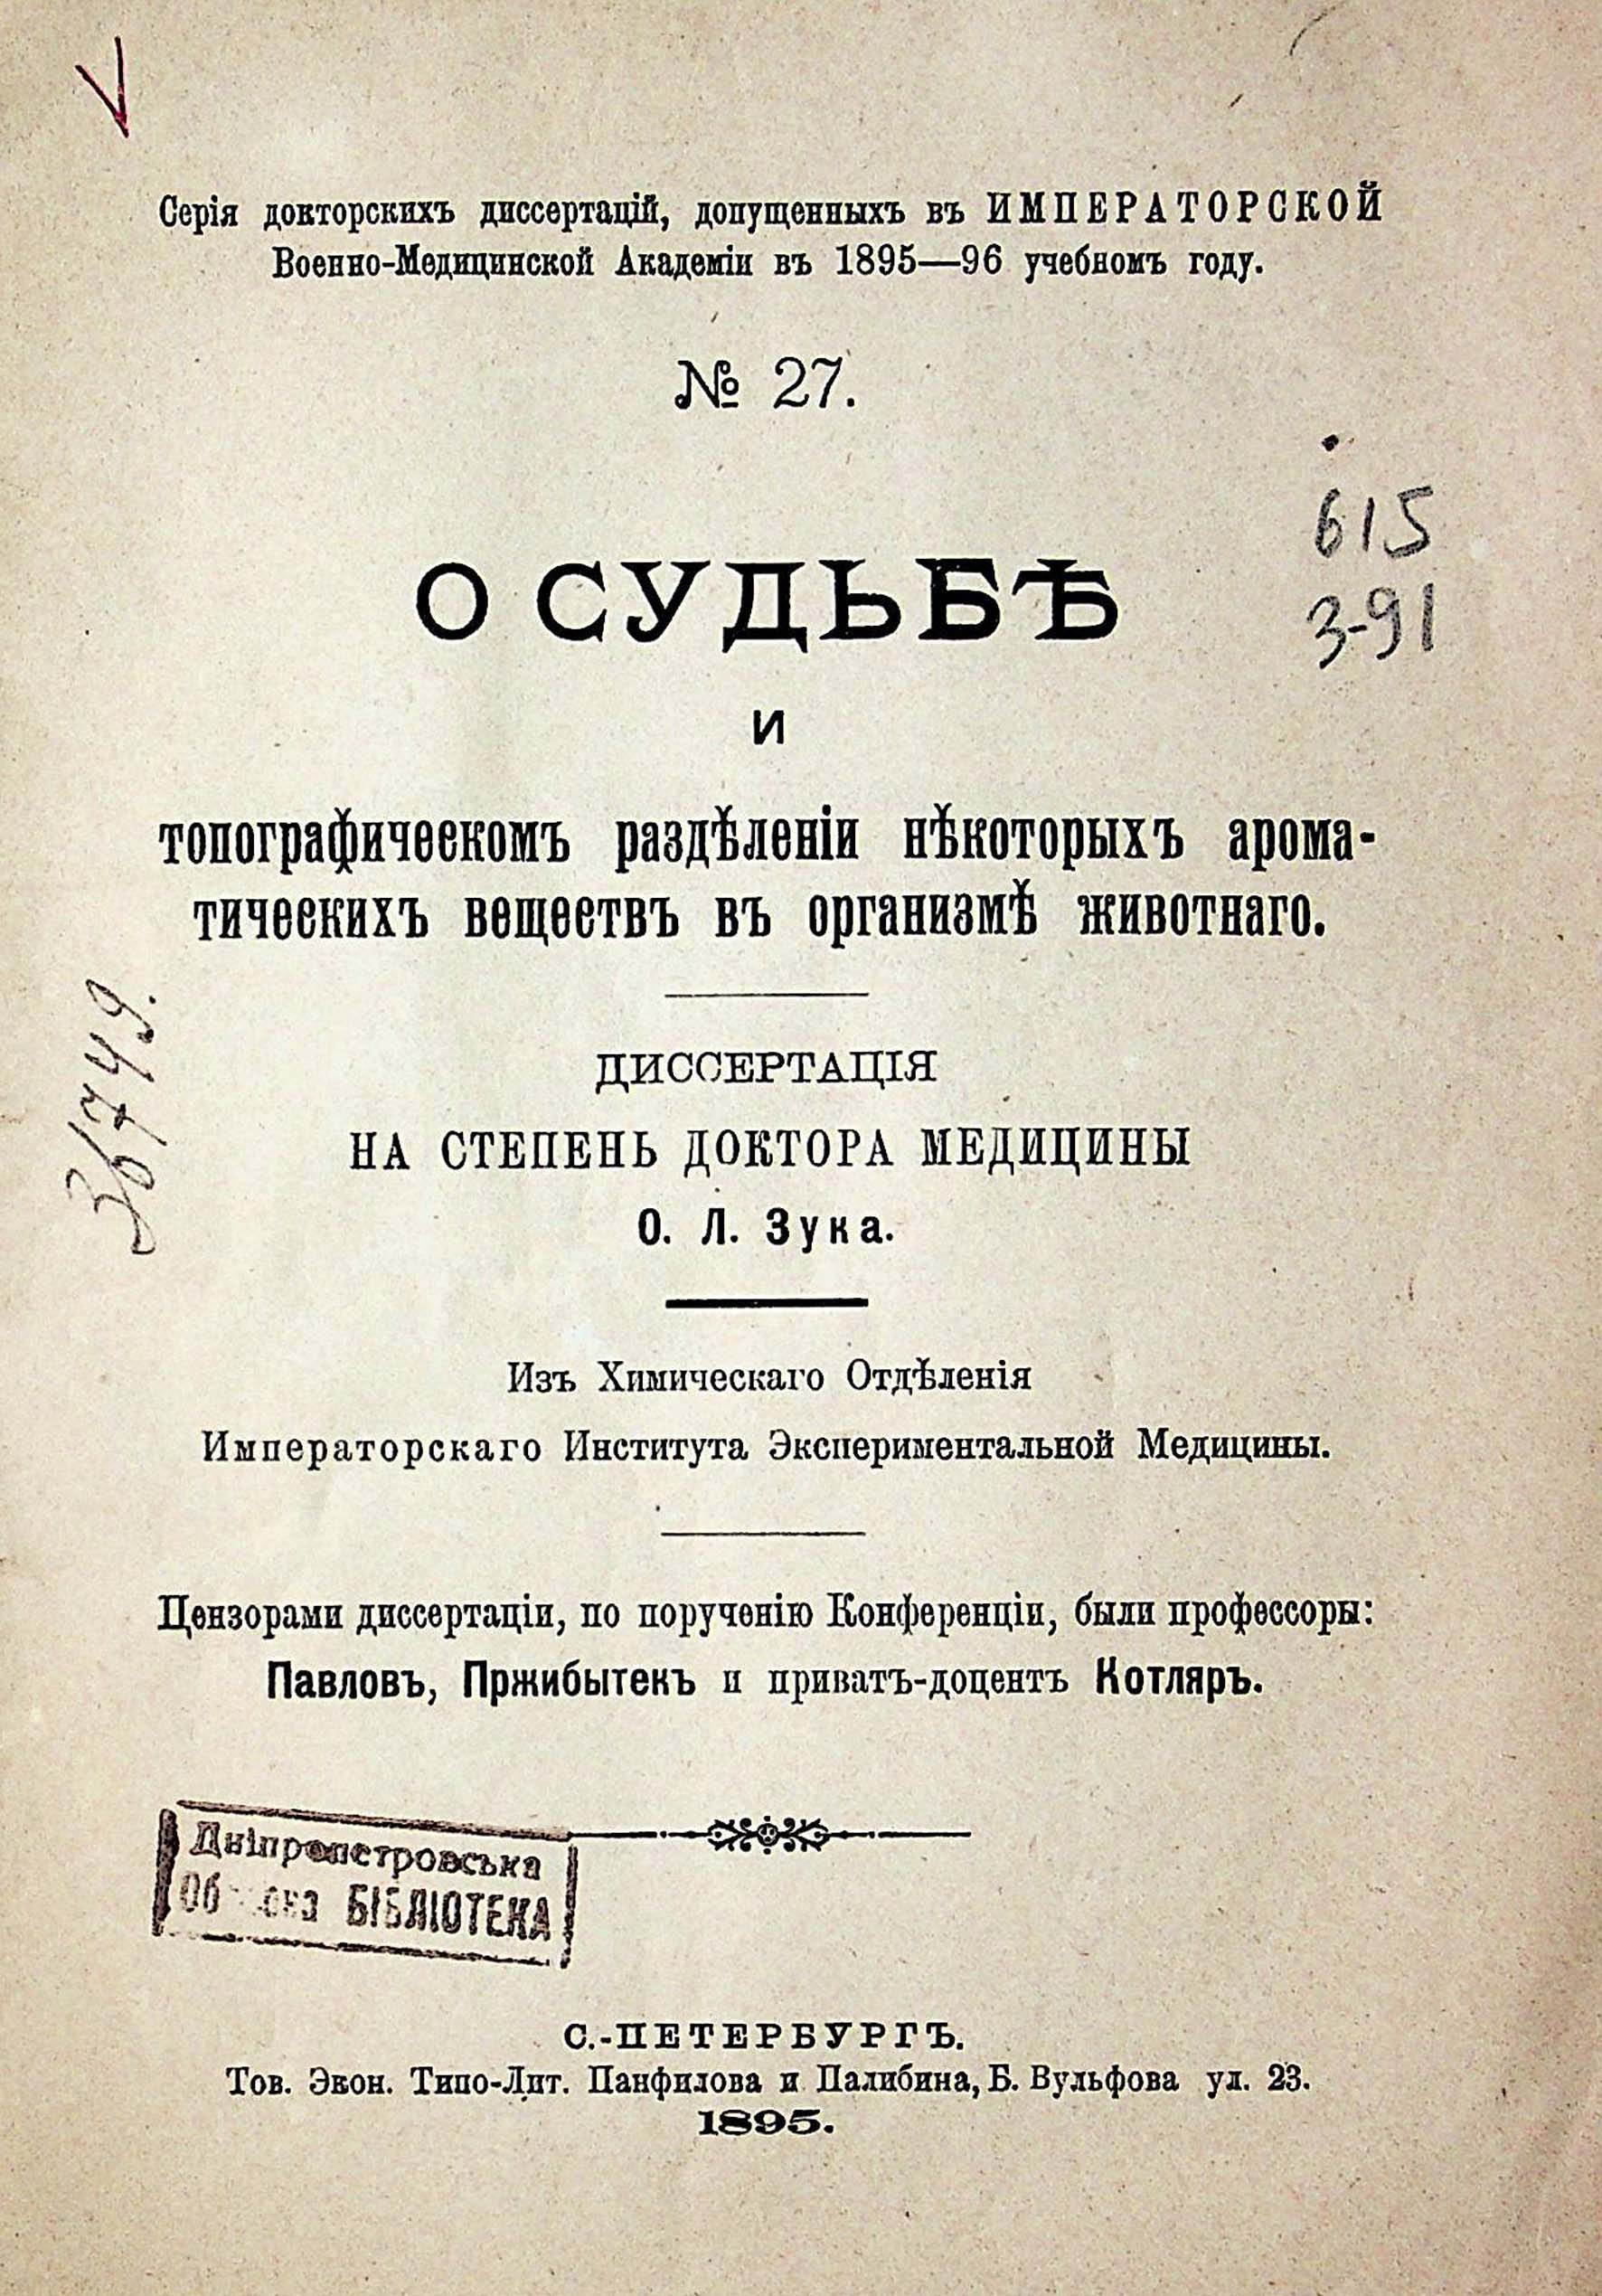 Серія докторскихъ диссертацій, допущенныхъ въ ИМПЕРАТОРСКОЙ
Военно-Медицинской Академіи въ 1895—96 учебномъ году.
№ 27.
615
3-91
О СУДЬБѢ
и
топографическомъ раздѣленіи нѣкоторыхъ арома-
тическихъ веществъ въ организмѣ животнаго.
ДИССЕРТАЦІЯ
НА СТЕПЕНЬ ДОКТОРА МЕДИЦИНЫ
О. Л. Зука.
36749.
Изъ Химическаго Отдѣленія
Императорскаго Института Экспериментальной Медицины.
Цензорами диссертаціи, по порученію Конференціи, были профессоры:
Павловъ, Пржибытекъ и приватъ-доцентъ Котляръ.
Дніпропетровська
БІБЛІОТЕКА
С.-ПЕТЕРБУРГЪ.
Тов. Экон. Типо-Лит. Панфилова и Палибина, Б. Вульфова ул. 23.
1895.